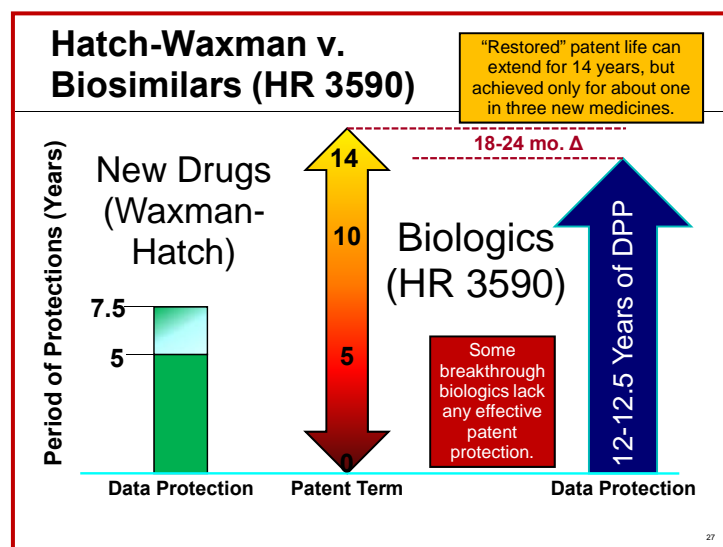 Hatch-Waxman v.
Biosimilars (HR 3590)
“Restored” patent life can
extend for 14 years, but
achieved only for about one
in three new medicines.
18-24 mo. Δ
Period of Protections (Years)
New Drugs
(Waxman-
Hatch)
14
10
5
0
Biologics
(HR 3590)
7.5
5
Some
breakthrough
biologics lack
any effective
patent
protection.
12-12.5 Years of DPP
Data Protection
Patent Term
Data Protection
27